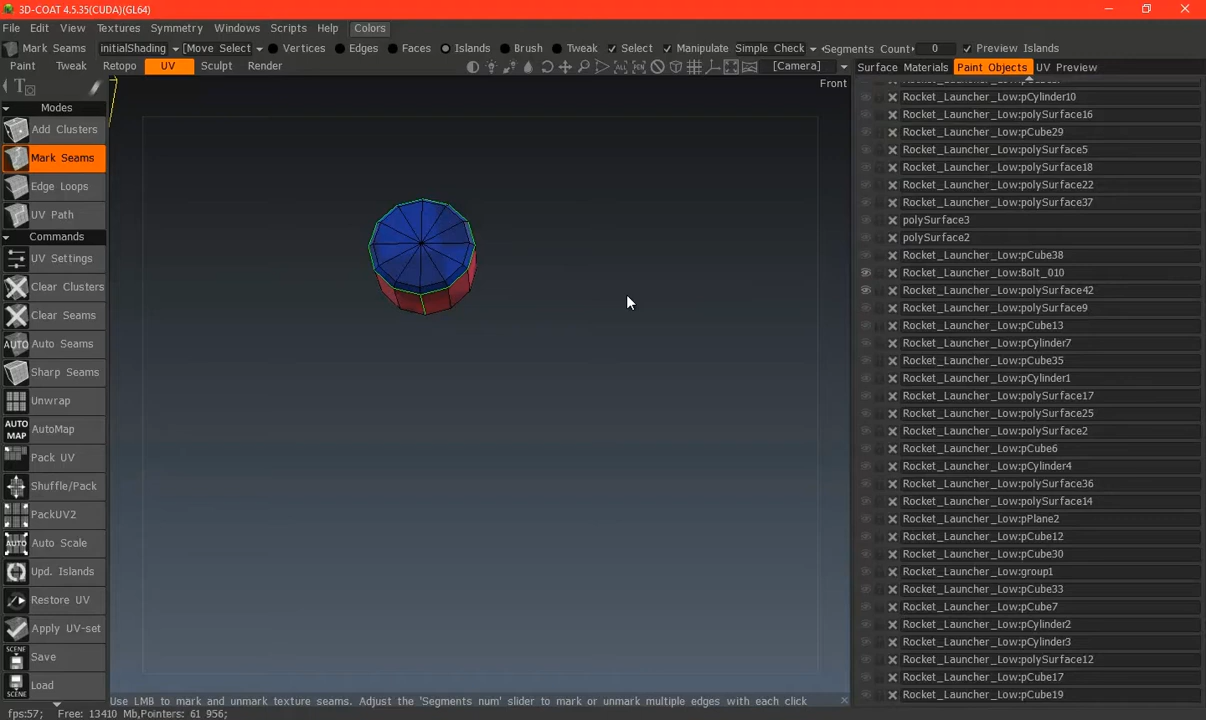 3D-COAT 4.5.35(CUDA)(GL64)
File Edit View Textures Symmetry Windows Scripts Help Colors
Mark Seams initialShading [Move Select Vertices Edges Faces Islands Brush Tweak Select Manipulate Simple Check Segments Count 0 Preview Islands
Paint Tweak Retopo UV Sculpt Render [Camera] Surface Materials Paint Objects UV Preview
Front
Modes
Add Clusters
Mark Seams
Edge Loops
UV Path
Commands
UV Settings
Clear Clusters
Clear Seams
AUTO Auto Seams
Sharp Seams
Unwrap
AUTO MAP AutoMap
Pack UV
Shuffle/Pack
PackUV2
AUTO Auto Scale
Upd. Islands
Restore UV
Apply UV-set
SCENE Save
Load
SCENE
Rocket_Launcher_Low:pCylinder10
Rocket_Launcher_Low:polySurface16
Rocket_Launcher_Low:pCube29
Rocket_Launcher_Low:polySurface5
Rocket_Launcher_Low:polySurface18
Rocket_Launcher_Low:polySurface22
Rocket_Launcher_Low:polySurface37
polySurface3
polySurface2
Rocket_Launcher_Low:pCube38
Rocket_Launcher_Low:Bolt_010
Rocket_Launcher_Low:polySurface42
Rocket_Launcher_Low:polySurface9
Rocket_Launcher_Low:pCube13
Rocket_Launcher_Low:pCylinder7
Rocket_Launcher_Low:pCube35
Rocket_Launcher_Low:pCylinder1
Rocket_Launcher_Low:polySurface17
Rocket_Launcher_Low:polySurface25
Rocket_Launcher_Low:polySurface2
Rocket_Launcher_Low:pCube6
Rocket_Launcher_Low:pCylinder4
Rocket_Launcher_Low:polySurface36
Rocket_Launcher_Low:polySurface14
Rocket_Launcher_Low:pPlane2
Rocket_Launcher_Low:pCube12
Rocket_Launcher_Low:pCube30
Rocket_Launcher_Low:group1
Rocket_Launcher_Low:pCube33
Rocket_Launcher_Low:pCube7
Rocket_Launcher_Low:pCylinder2
Rocket_Launcher_Low:pCylinder3
Rocket_Launcher_Low:polySurface12
Rocket_Launcher_Low:pCube17
Rocket_Launcher_Low:pCube19
Use LMB to mark and unmark texture seams. Adjust the 'Segments num' slider to mark or unmark multiple edges with each click
fps:57; Free: 13410 Mb,Pointers: 61 956;